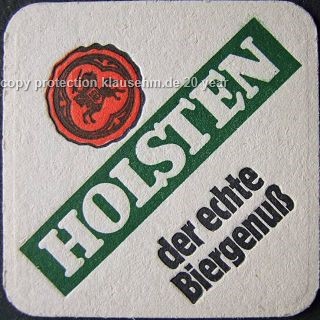 copy protection klausehm.de 20 year
HOLSTEN
der echte
Biergenuß